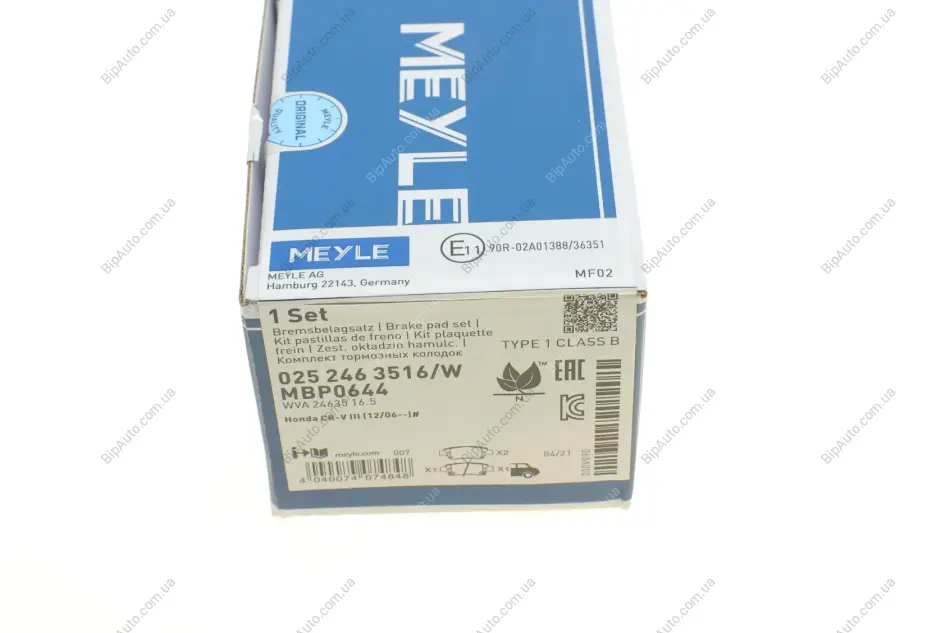 MEYLE
MEYLE
ORIGINAL
QUALITY
MEYLE
E11 90R-02A01388/36351
MEYLE AG
Hamburg 22143, Germany
MF02
1 Set
Bremsbelagsatz | Brake pad set |
Kit pastillas de freno | Kit plaquette
frein | Zest. okładzin hamulc. |
Комплект тормозных колодок
TYPE 1 CLASS B
025 246 3516/W
MBP0644
WVA 24635 16.5
Honda CR-V III (12/06--)#
N
TM
EAC
meyle.com 007
X2
04/21
X1
X1
4 040074 074848
BipAuto.com.ua